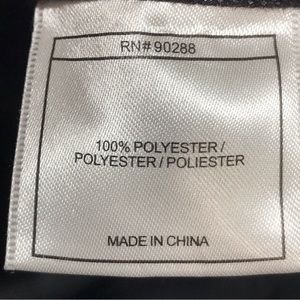 RN# 90288
100% POLYESTER /
POLYESTER / POLIESTER
MADE IN CHINA